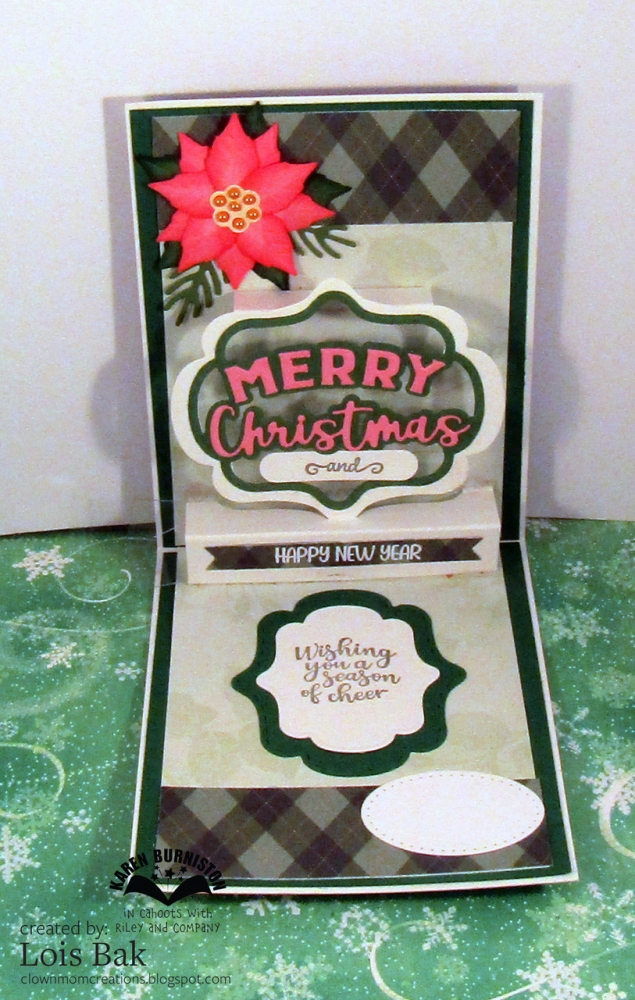 MERRY
Christmas
and
HAPPY NEW YEAR
Wishing
you a
season
of cheer
KAREN BURNISTON
in cahoots with
Riley and Company
created by:
Lois Bak
clownmomcreations.blogspot.com